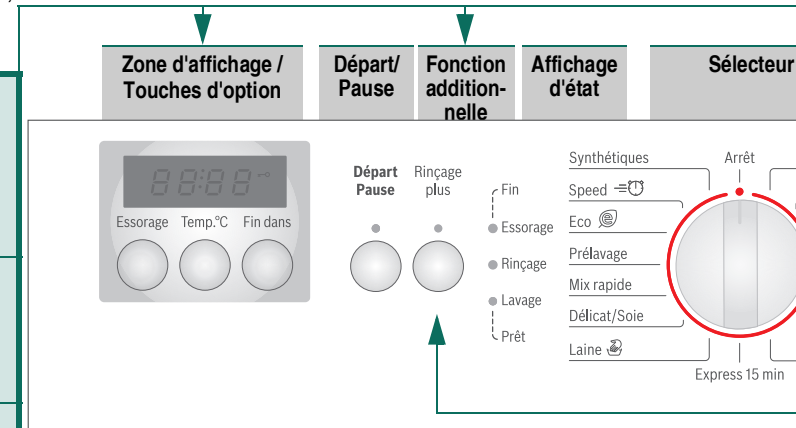 Zone d'affichage /
Touches d'option
Départ/
Pause
Fonction
addition-
nelle
Affichage
d'état
Sélecteur
88:88
Essorage Temp.°C Fin dans
Départ
Pause
Rinçage
plus
Fin
Essorage
Rinçage
Lavage
Prêt
Synthétiques
Speed
Eco
Prélavage
Mix rapide
Délicat/Soie
Laine
Arrêt
Express 15 min